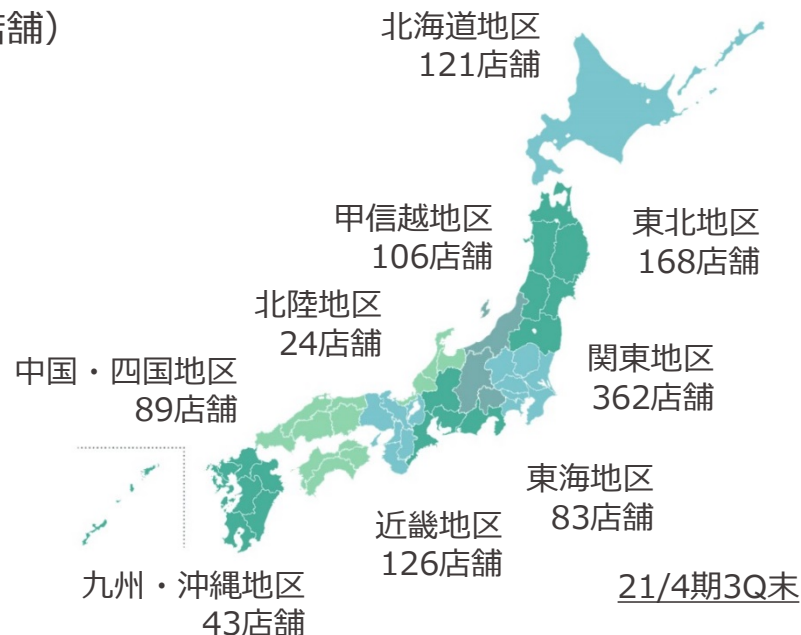 店舗）
北海道地区
121店舗
甲信越地区
106店舗
東北地区
168店舗
北陸地区
24店舗
中国・四国地区
89店舗
関東地区
362店舗
東海地区
83店舗
近畿地区
126店舗
九州・沖縄地区
43店舗
21/4期3Q末